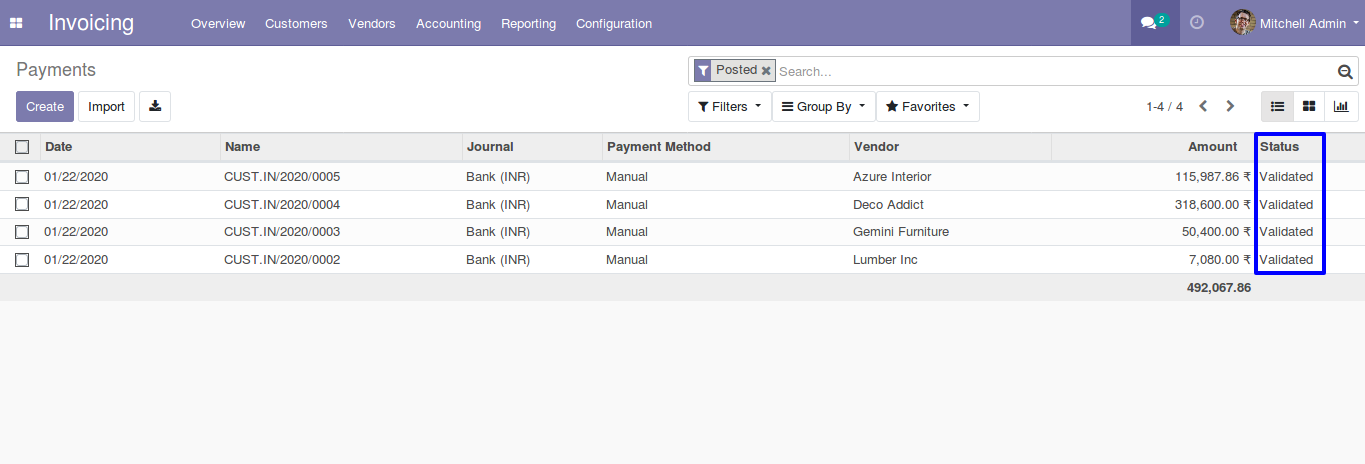 Invoicing Overview Customers Vendors Accounting Reporting Configuration 2 Mitchell Admin
Payments Posted Search...
Create Import Filters Group By Favorites 1-4 / 4
Date Name Journal Payment Method Vendor Amount Status
01/22/2020 CUST.IN/2020/0005 Bank (INR) Manual Azure Interior 115,987.86 ₹ Validated
01/22/2020 CUST.IN/2020/0004 Bank (INR) Manual Deco Addict 318,600.00 ₹ Validated
01/22/2020 CUST.IN/2020/0003 Bank (INR) Manual Gemini Furniture 50,400.00 ₹ Validated
01/22/2020 CUST.IN/2020/0002 Bank (INR) Manual Lumber Inc 7,080.00 ₹ Validated
492,067.86